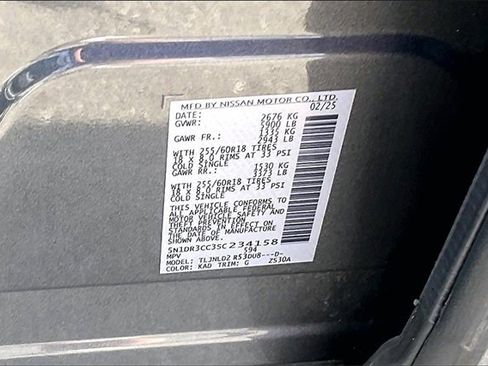 MFD BY NISSAN MOTOR CO., LTD.
DATE: 02/25
GVWR: 2676 KG
5900 LB
GAWR FR.: 1335 KG
2943 LB
WITH 255/60R18 TIRES
18 X 8.0 RIMS AT 33 PSI
COLD SINGLE
GAWR RR.: 1530 KG
3373 LB
WITH 255/60R18 TIRES
18 X 8.0 RIMS AT 33 PSI
COLD SINGLE
THIS VEHICLE CONFORMS TO
ALL APPLICABLE FEDERAL
MOTOR VEHICLE SAFETY AND
THEFT PREVENTION
STANDARDS IN EFFECT ON
THE DATE OF MANUFACTURE
SHOWN ABOVE.
5N1DR3CC3SC234158
MPV 594
MODEL: TLJNLD2 R53DU8---D-
COLOR: KAD TRIM: G Z530A